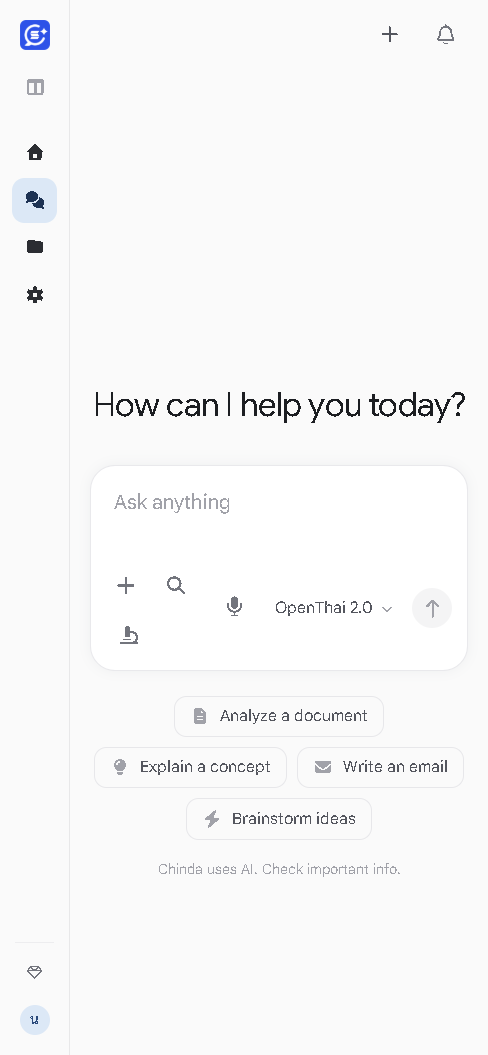 How can I help you today?
Ask anything
OpenThai 2.0
Analyze a document
Explain a concept
Write an email
Brainstorm ideas
Chinda uses AI. Check important info.